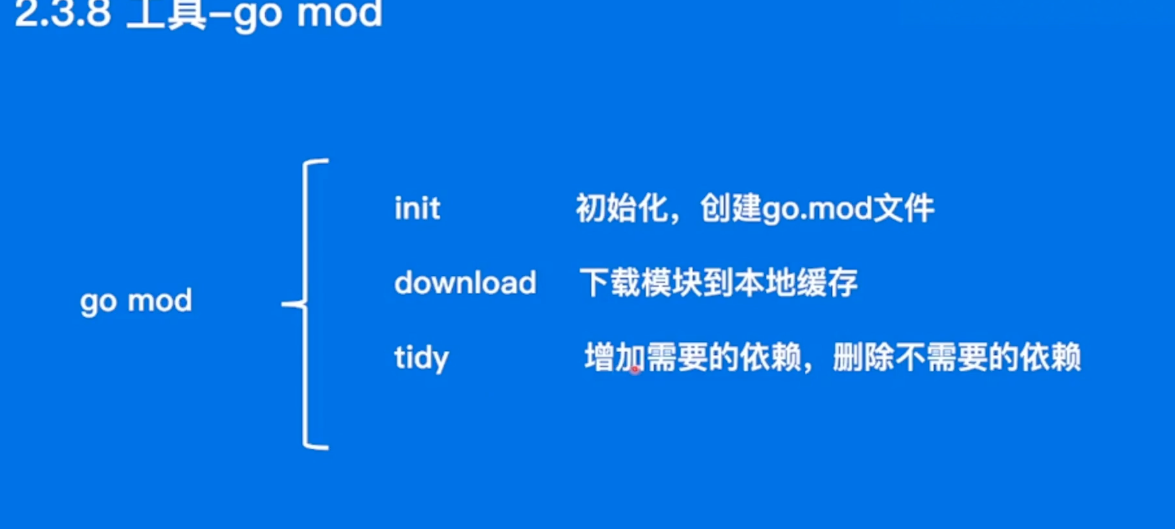 2.3.8 工具-go mod
go mod
init 初始化，创建go.mod文件
download 下载模块到本地缓存
tidy 增加需要的依赖，删除不需要的依赖